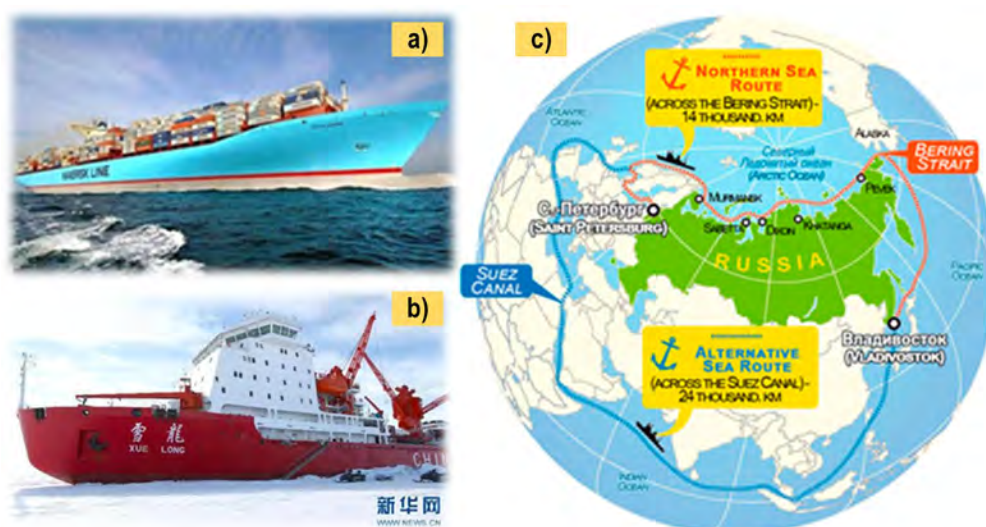 a)
MAERSK LINE
b)
雪龍
XUE LONG
CHIN
新华网
WWW.NEWS.CN
c)
NORTHERN SEA
ROUTE
(ACROSS THE BERING STRAIT)-
14 THOUSAND. KM
ATLANTIC
OCEAN
ALASKA
Северный
Ледовитый океан
(ARCTIC OCEAN)
BERING
STRAIT
PEVEK
MURMANSK
С.-Петербург
(SAINT PETERSBURG)
SABETTA
DIXON
KHATANGA
RUSSIA
SUEZ
CANAL
PACIFIC
OCEAN
Владивосток
(VLADIVOSTOK)
ALTERNATIVE
SEA ROUTE
(ACROSS THE SUEZ CANAL)-
24 THOUSAND. KM
INDIAN
OCEAN